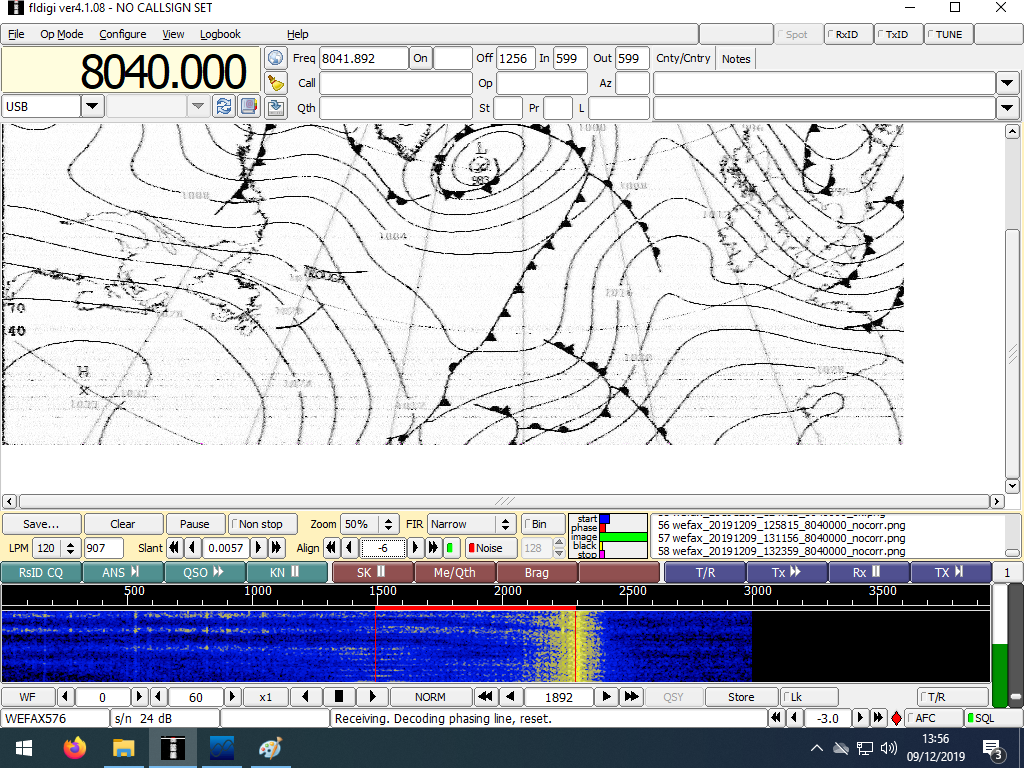 fldigi ver4.1.08 - NO CALLSIGN SET
File Op Mode Configure View Logbook Help Spot RxID TxID TUNE
8040.000 Freq 8041.892 On Off 1256 In 599 Out 599 Cnty/Cntry Notes
Call Op Az
USB Qth St Pr L
1000
1008
1008
1012
L
983
1004
1016
70
40
H
1028
Save... Clear Pause Non stop Zoom 50% FIR Narrow Bin
LPM 120 907 Slant 0.0057 Align -6 Noise 128
start
phase
image
black
stop
56 wefax_20191209_125815_8040000_nocorr.png
57 wefax_20191209_131156_8040000_nocorr.png
58 wefax_20191209_132359_8040000_nocorr.png
RsID CQ ANS QSO KN SK Me/Qth Brag T/R Tx Rx TX 1
500 1000 1500 2000 2500 3000 3500
WF 0 60 x1 NORM 1892 QSY Store Lk T/R
WEFAX576 s/n 24 dB Receiving. Decoding phasing line, reset. -3.0 AFC SQL
13:56
09/12/2019
3